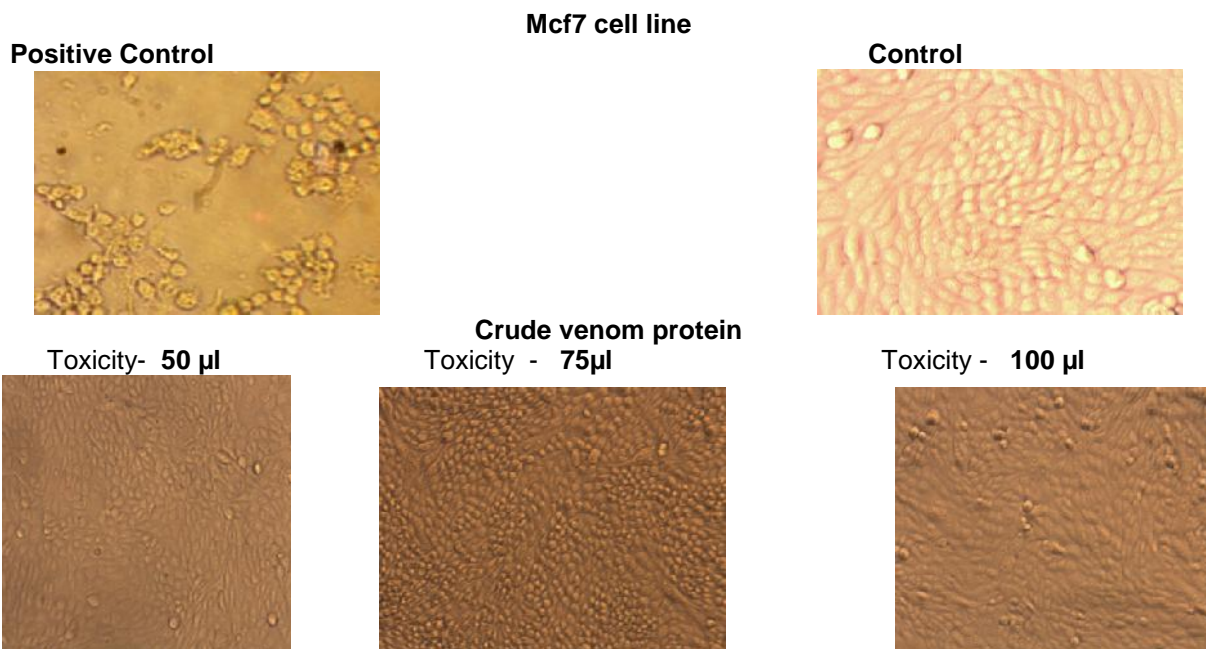 Mcf7 cell line
Positive Control
Control
Crude venom protein
Toxicity- 50 µl
Toxicity - 75µl
Toxicity - 100 µl